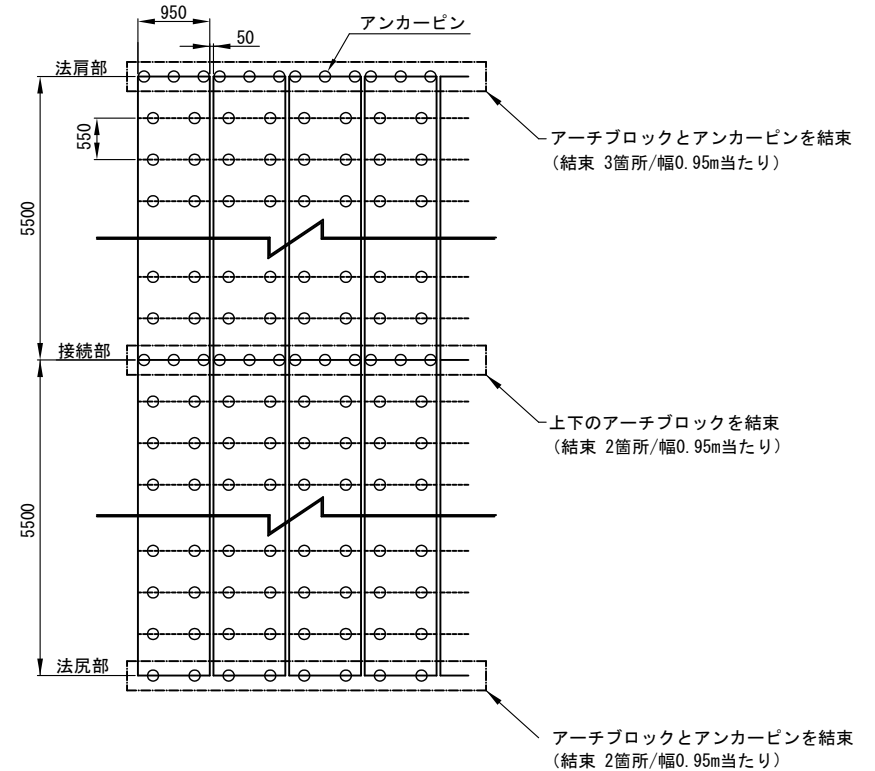 950
アンカーピン
50
法肩部
アーチブロックとアンカーピンを結束
(結束 3箇所/幅0.95m当たり)
550
5500
接続部
上下のアーチブロックを結束
(結束 2箇所/幅0.95m当たり)
5500
法尻部
アーチブロックとアンカーピンを結束
(結束 2箇所/幅0.95m当たり)